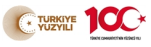 TÜRKİYE
YÜZYILI
100
TÜRKİYE CUMHURİYETİ'NİN YÜZÜNCÜ YILI